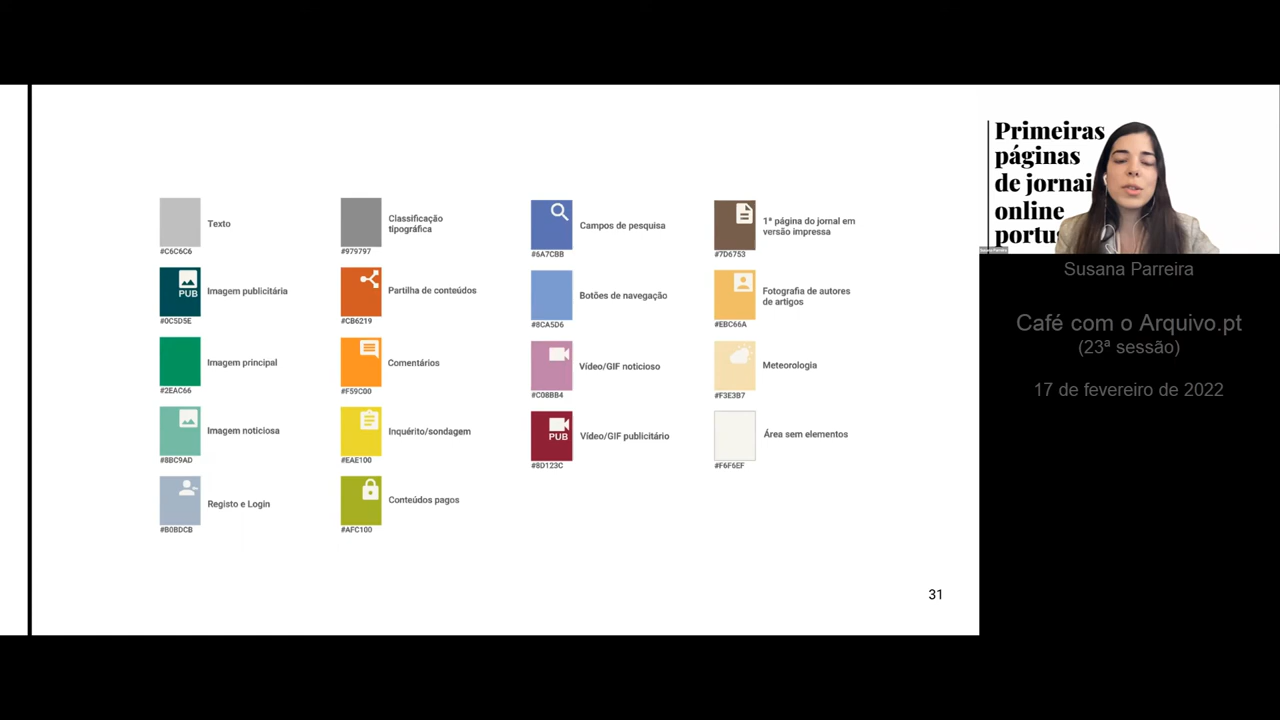 Texto
#C6C6C6
PUB
Imagem publicitária
#0C5D5E
Imagem principal
#2EAC66
Imagem noticiosa
#8BC9AD
Registo e Login
#B0BDCB
Classificação
típográfica
#979797
Partilha de conteúdos
#CB6219
Comentários
#F59C00
Inquérito/sondagem
#EAE100
Conteúdos pagos
#AFC100
Campos de pesquisa
#6A7CBB
Botões de navegação
#8CA5D6
Vídeo/GIF noticioso
#C08BB4
PUB
Vídeo/GIF publicitário
#8D123C
1ª página do jornal em
versão impressa
#7D6753
Fotografia de autores
de artigos
#EBC66A
Meteorologia
#F3E3B7
Área sem elementos
#F6F6EF
31
Primeiras
páginas
de jornai
online
portu
Susana Parreira
Café com o Arquivo.pt
(23ª sessão)
17 de fevereiro de 2022